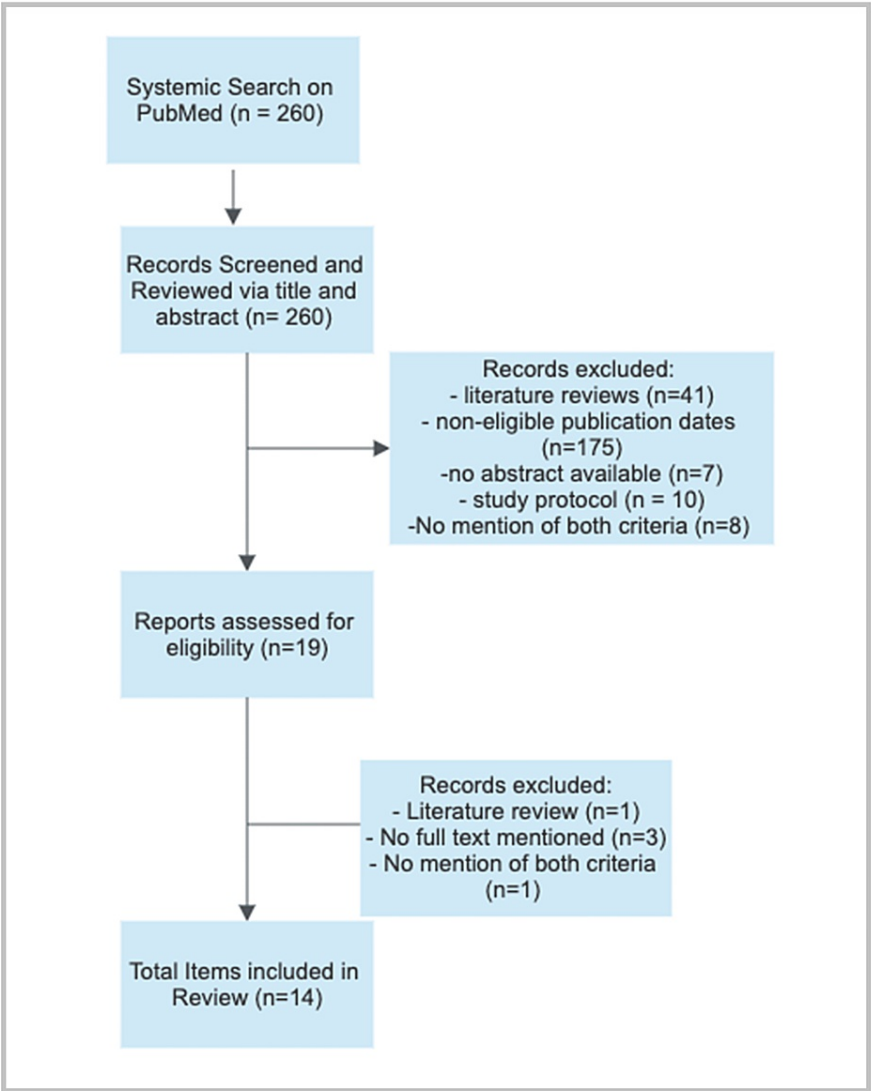 Systemic Search on
PubMed (n = 260)
Records Screened and
Reviewed via title and
abstract (n= 260)
Records excluded:
- literature reviews (n=41)
- non-eligible publication dates
(n=175)
-no abstract available (n=7)
- study protocol (n = 10)
-No mention of both criteria (n=8)
Reports assessed for
eligibility (n=19)
Records excluded:
- Literature review (n=1)
- No full text mentioned (n=3)
- No mention of both criteria
(n=1)
Total Items included in
Review (n=14)